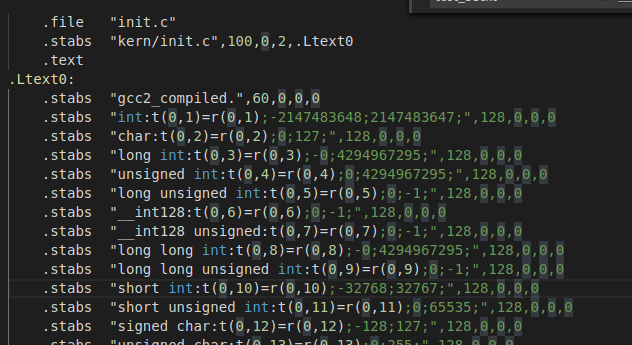 .file "init.c"
.stabs "kern/init.c",100,0,2,.Ltext0
.text
.Ltext0:
.stabs "gcc2_compiled.",60,0,0,0
.stabs "int:t(0,1)=r(0,1);-2147483648;2147483647;",128,0,0,0
.stabs "char:t(0,2)=r(0,2);0;127;",128,0,0,0
.stabs "long int:t(0,3)=r(0,3);-0;4294967295;",128,0,0,0
.stabs "unsigned int:t(0,4)=r(0,4);0;4294967295;",128,0,0,0
.stabs "long unsigned int:t(0,5)=r(0,5);0;-1;",128,0,0,0
.stabs "__int128:t(0,6)=r(0,6);0;-1;",128,0,0,0
.stabs "__int128 unsigned:t(0,7)=r(0,7);0;-1;",128,0,0,0
.stabs "long long int:t(0,8)=r(0,8);-0;4294967295;",128,0,0,0
.stabs "long long unsigned int:t(0,9)=r(0,9);0;-1;",128,0,0,0
.stabs "short int:t(0,10)=r(0,10);-32768;32767;",128,0,0,0
.stabs "short unsigned int:t(0,11)=r(0,11);0;65535;",128,0,0,0
.stabs "signed char:t(0,12)=r(0,12);-128;127;",128,0,0,0
.stabs "unsigned char:t(0,13)=r(0,13);0;255;",128,0,0,0